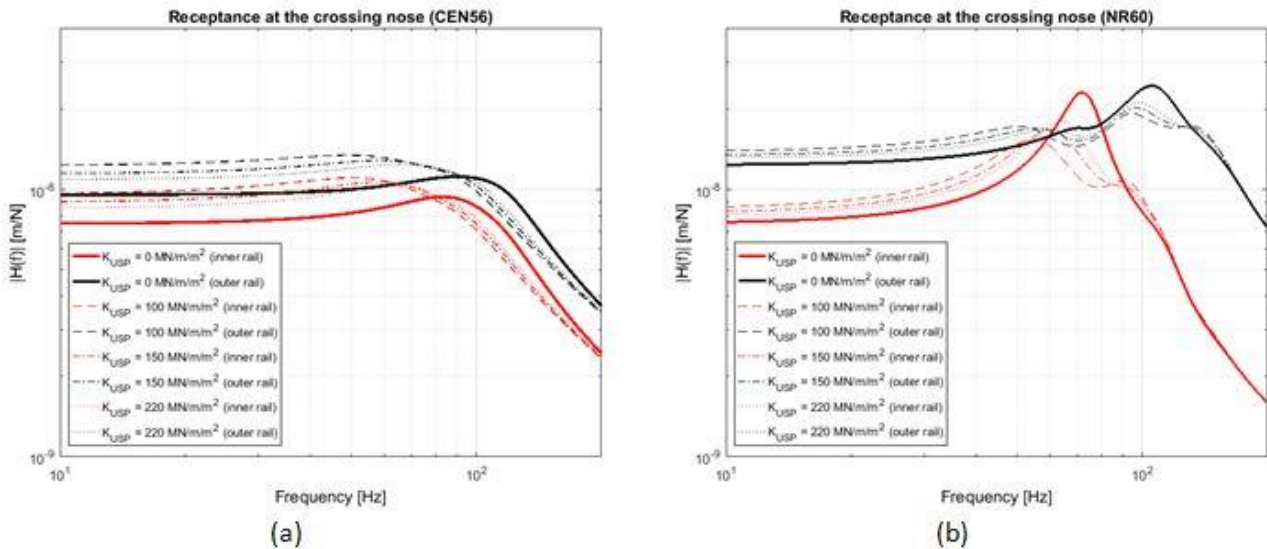 Receptance at the crossing nose (CEN56)
|H(f)| [m/N]
10⁻⁸
10⁻⁹
K_USP = 0 MN/m/m² (inner rail)
K_USP = 0 MN/m/m² (outer rail)
K_USP = 100 MN/m/m² (inner rail)
K_USP = 100 MN/m/m² (outer rail)
K_USP = 150 MN/m/m² (inner rail)
K_USP = 150 MN/m/m² (outer rail)
K_USP = 220 MN/m/m² (inner rail)
K_USP = 220 MN/m/m² (outer rail)
10¹
10²
Frequency [Hz]
(a)
Receptance at the crossing nose (NR60)
|H(f)| [m/N]
10⁻⁸
10⁻⁹
K_USP = 0 MN/m/m² (inner rail)
K_USP = 0 MN/m/m² (outer rail)
K_USP = 100 MN/m/m² (inner rail)
K_USP = 100 MN/m/m² (outer rail)
K_USP = 150 MN/m/m² (inner rail)
K_USP = 150 MN/m/m² (outer rail)
K_USP = 220 MN/m/m² (inner rail)
K_USP = 220 MN/m/m² (outer rail)
10¹
10²
Frequency [Hz]
(b)